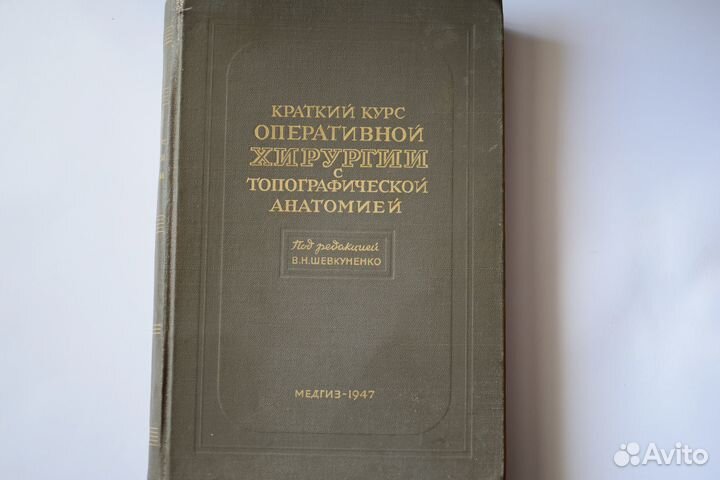 КРАТКИЙ КУРС
ОПЕРАТИВНОЙ
ХИРУРГИИ
С
ТОПОГРАФИЧЕСКОЙ
АНАТОМИЕЙ
Под редакцией
В.Н.ШЕВКУНЕНКО
МЕДГИЗ-1947
Avito